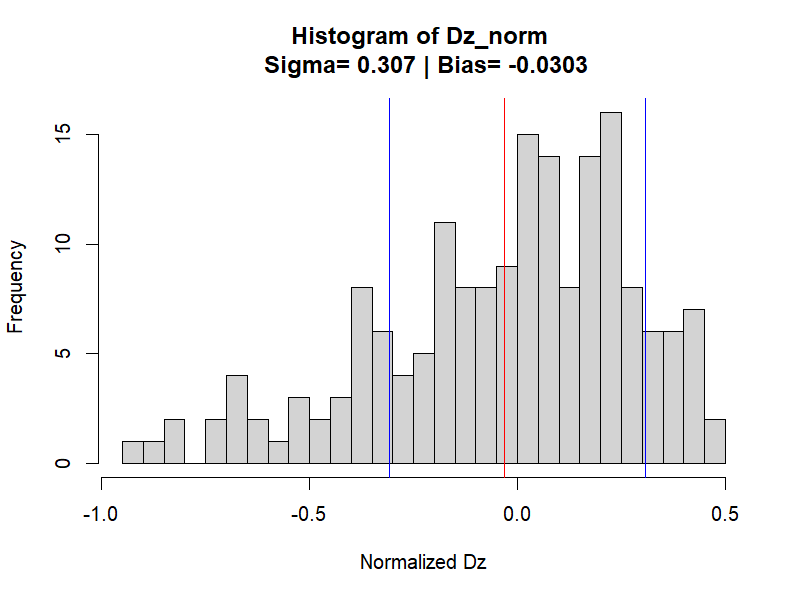 Histogram of Dz_norm
Sigma= 0.307 | Bias= -0.0303
Frequency
15
10
5
0
-1.0
-0.5
0.0
0.5
Normalized Dz